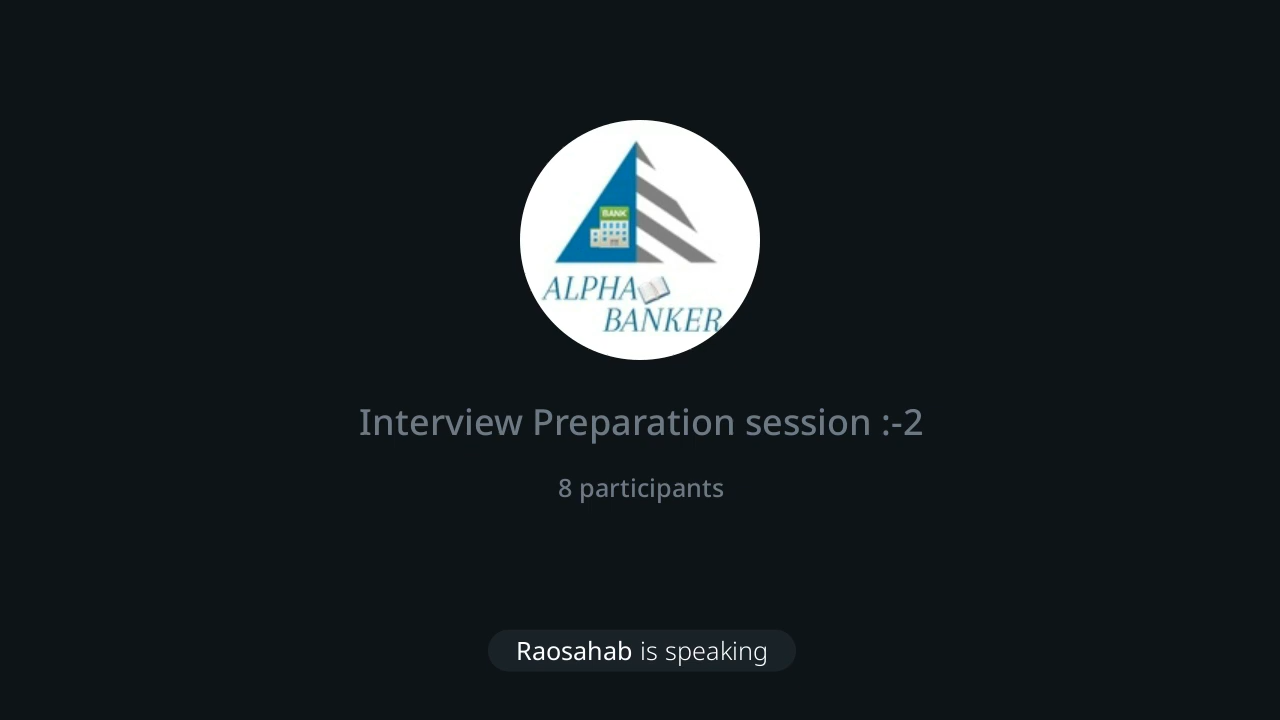 BANK
ALPHA
BANKER
Interview Preparation session :-2
8 participants
Raosahab is speaking